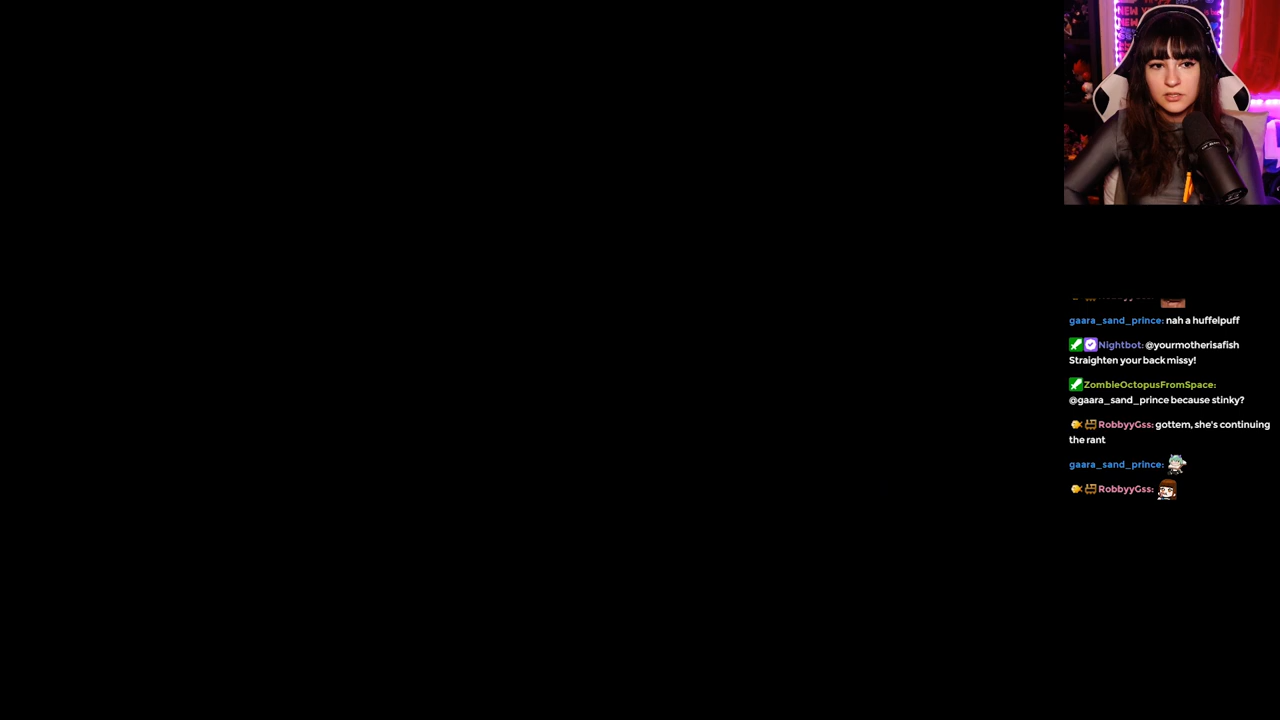 gaara_sand_prince: nah a huffelpuff
Nightbot: @yourmotherisafish
Straighten your back missy!
ZombleOctopusFromSpace:
@gaara_sand_prince because stinky?
RobbyyGss: gottem, she's continuing
the rant
gaara_sand_prince:
RobbyyGss: